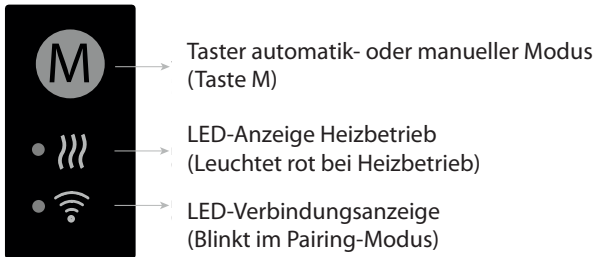 M
Taster automatik- oder manueller Modus
(Taste M)
LED-Anzeige Heizbetrieb
(Leuchtet rot bei Heizbetrieb)
LED-Verbindungsanzeige
(Blinkt im Pairing-Modus)